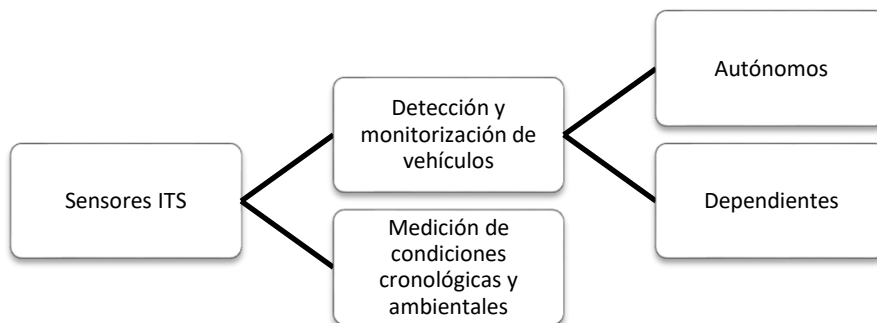 Sensores ITS
Detección y
monitorización de
vehículos
Medición de
condiciones
cronológicas y
ambientales
Autónomos
Dependientes